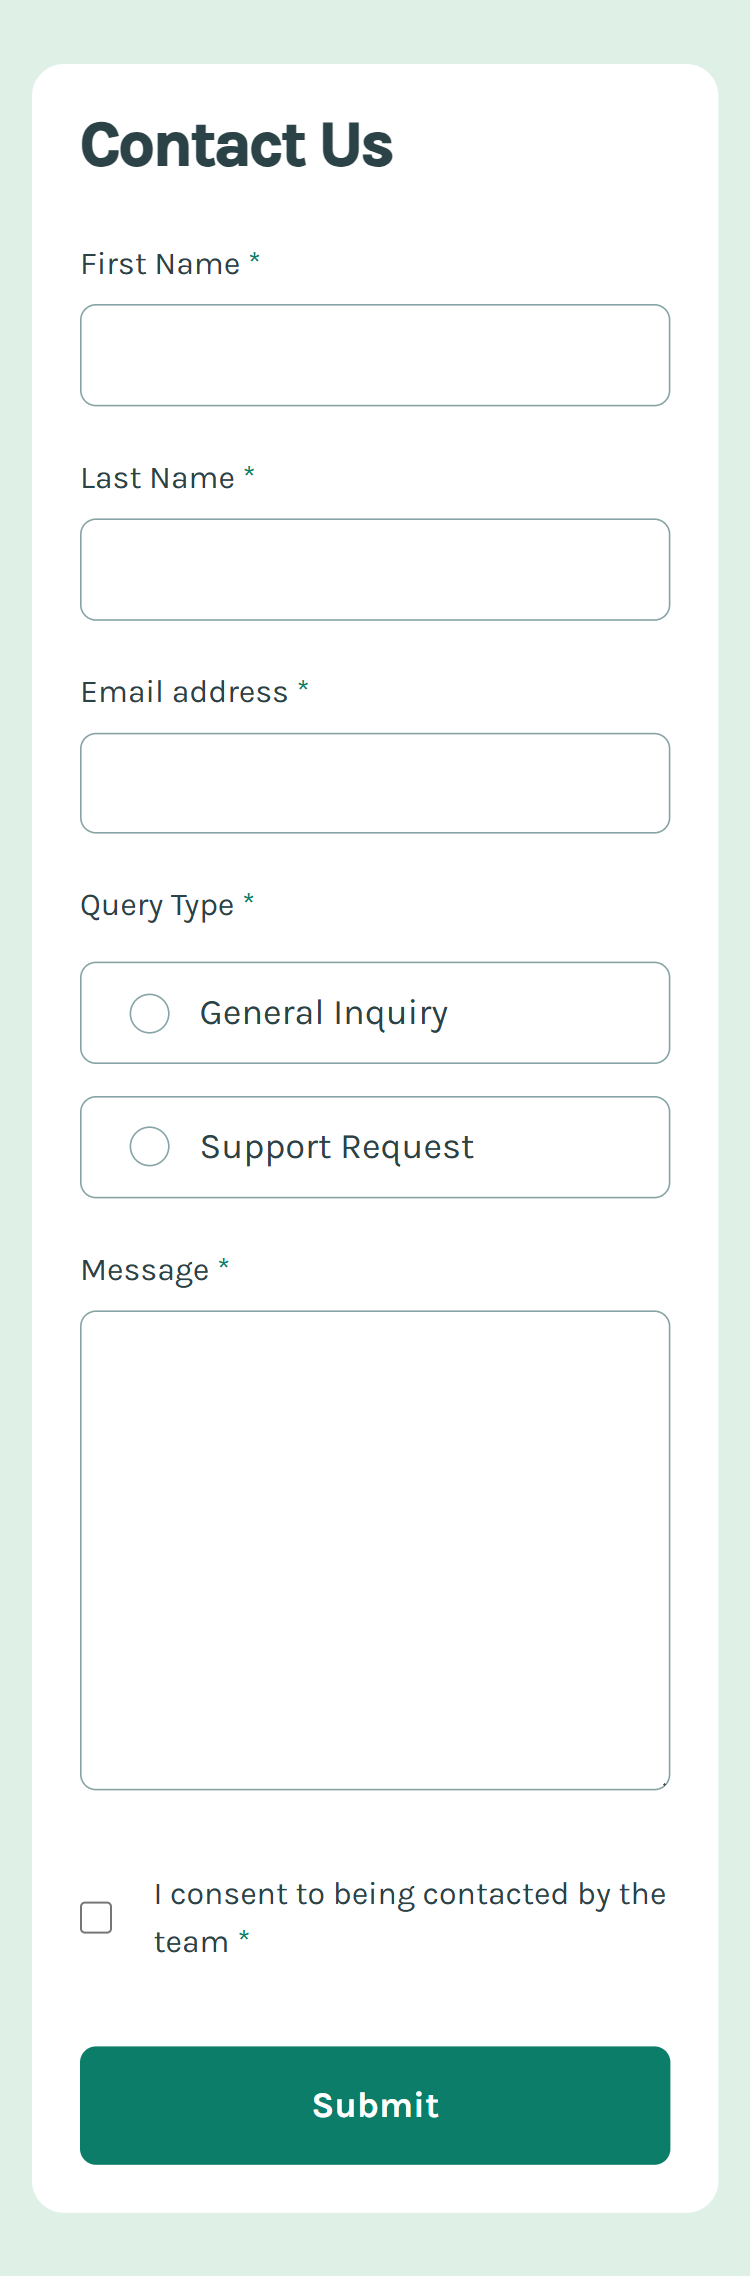 Contact Us
First Name *
Last Name *
Email address *
Query Type *
General Inquiry
Support Request
Message *
I consent to being contacted by the
team *
Submit